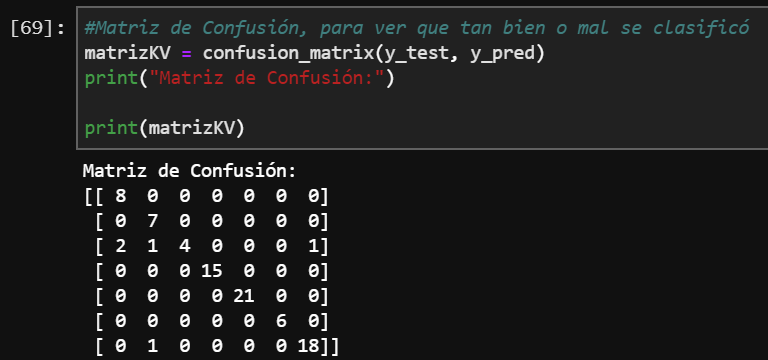 [69]: #Matriz de Confusión, para ver que tan bien o mal se clasificó
matrizKV = confusion_matrix(y_test, y_pred)
print("Matriz de Confusión:")
print(matrizKV)
Matriz de Confusión:
[[ 8  0  0  0  0  0  0]
 [ 0  7  0  0  0  0  0]
 [ 2  1  4  0  0  0  1]
 [ 0  0  0 15  0  0  0]
 [ 0  0  0  0 21  0  0]
 [ 0  0  0  0  0  6  0]
 [ 0  1  0  0  0  0 18]]